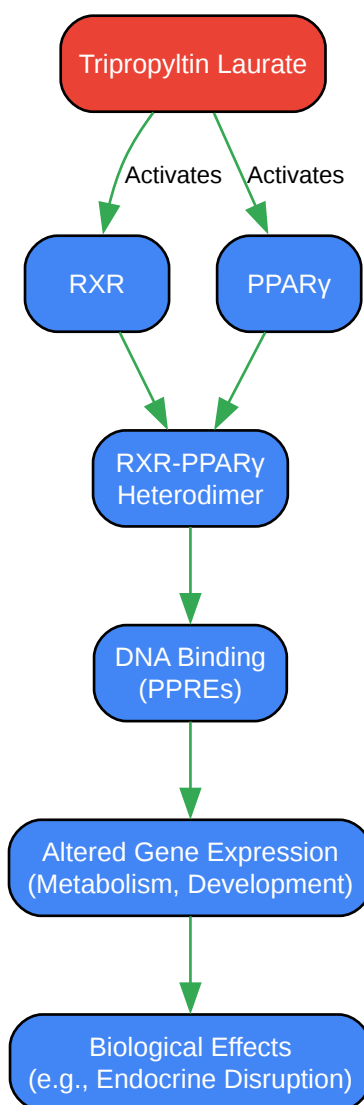 Tripropyltin Laurate
Activates
Activates
RXR
PPARγ
RXR-PPARγ
Heterodimer
DNA Binding
(PPREs)
Altered Gene Expression
(Metabolism, Development)
Biological Effects
(e.g., Endocrine Disruption)